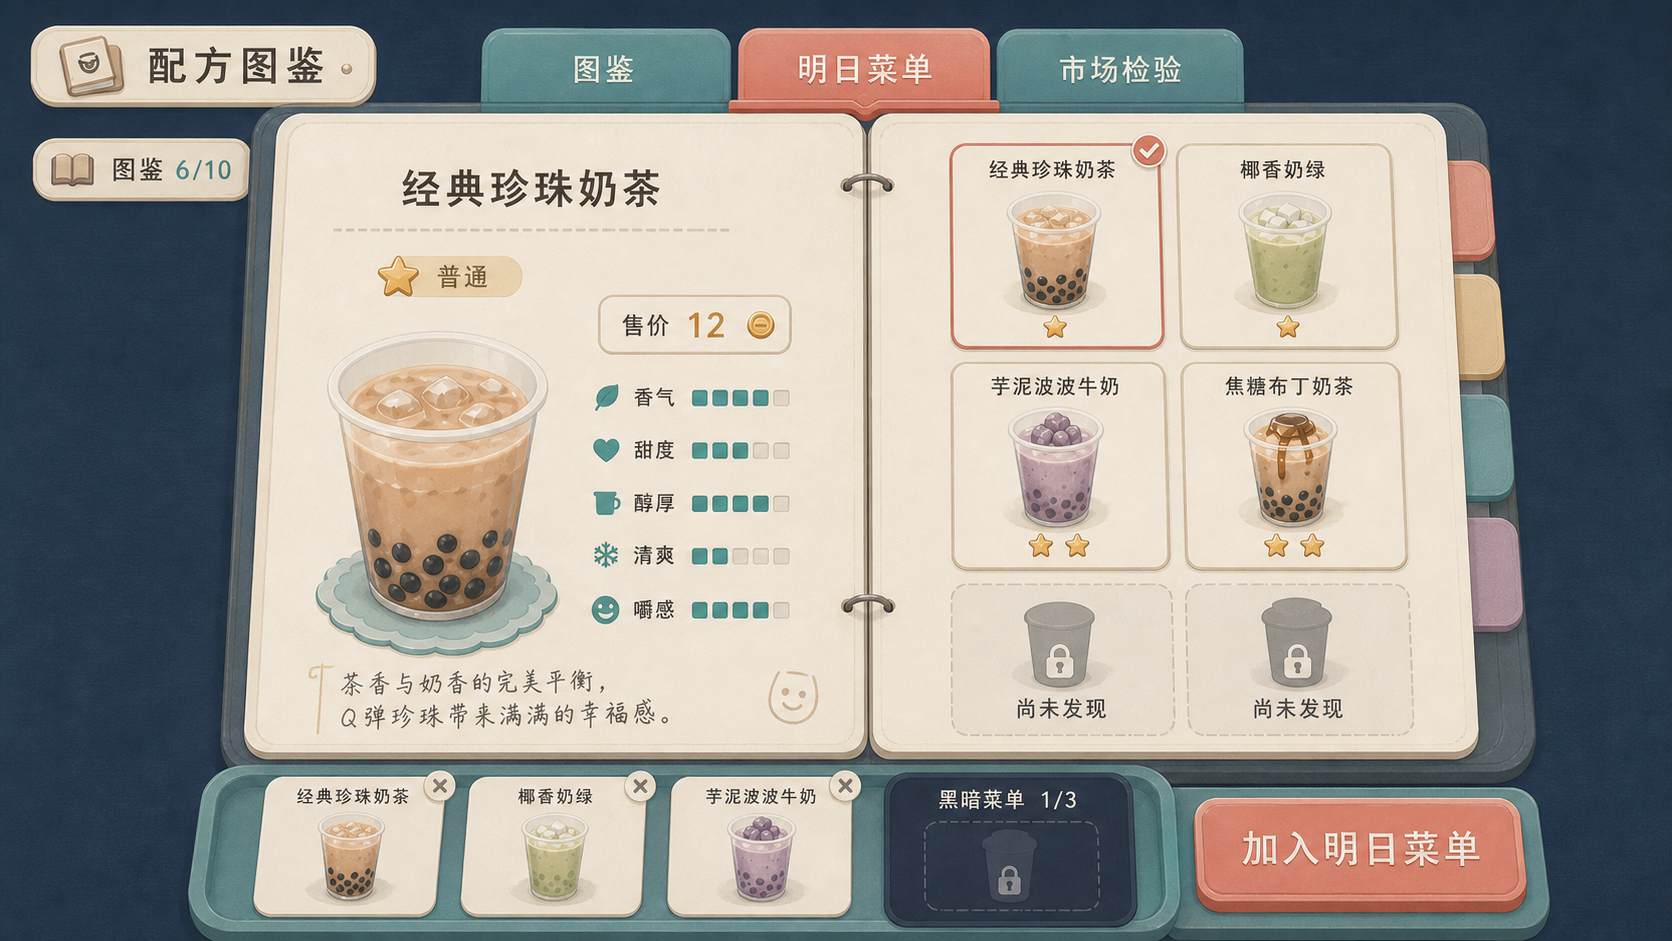 配方图鉴
图鉴 6/10
图鉴
明日菜单
市场检验
经典珍珠奶茶
普通
售价 12
香气
甜度
醇厚
清爽
嚼感
茶香与奶香的完美平衡，
Q弹珍珠带来满满的幸福感。
经典珍珠奶茶
椰香奶绿
芋泥波波牛奶
焦糖布丁奶茶
尚未发现
尚未发现
经典珍珠奶茶
椰香奶绿
芋泥波波牛奶
黑暗菜单 1/3
加入明日菜单